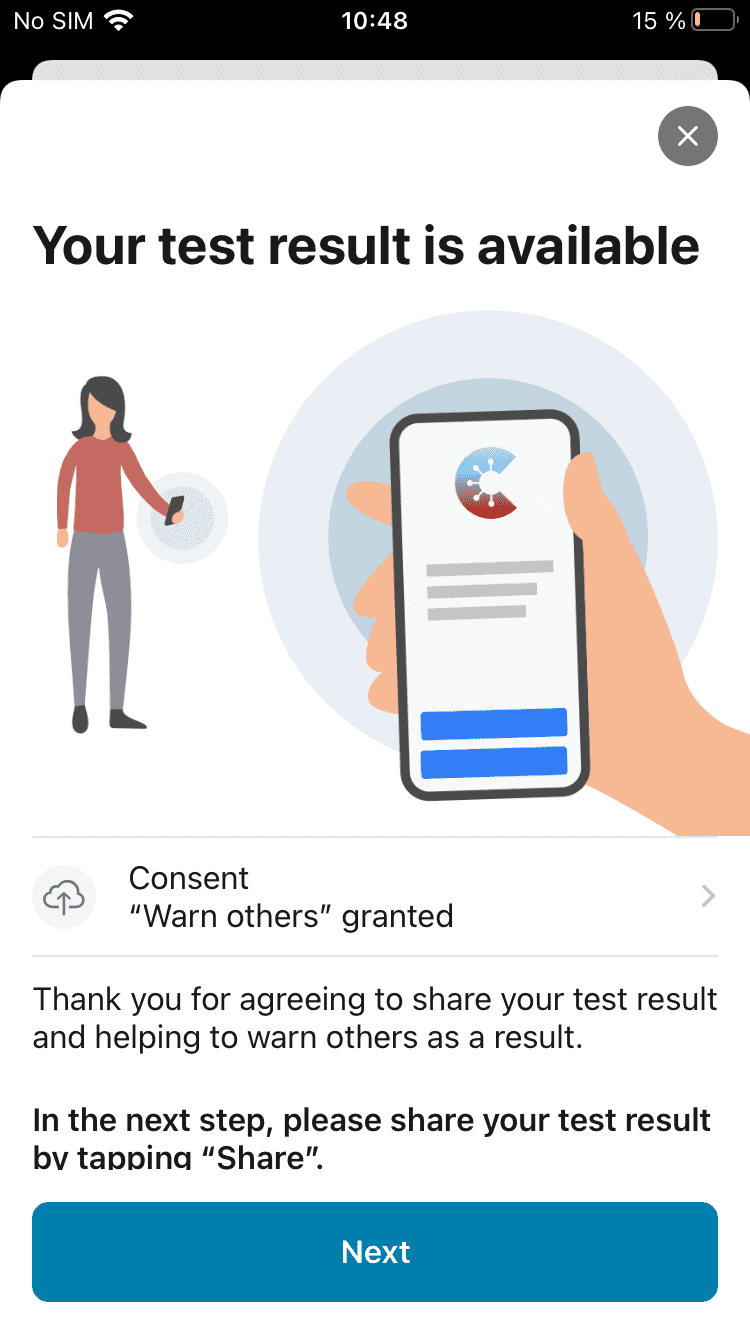 No SIM 10:48 15 %
Your test result is available
Consent
“Warn others” granted
Thank you for agreeing to share your test result
and helping to warn others as a result.
In the next step, please share your test result
by tapping “Share”.
Next